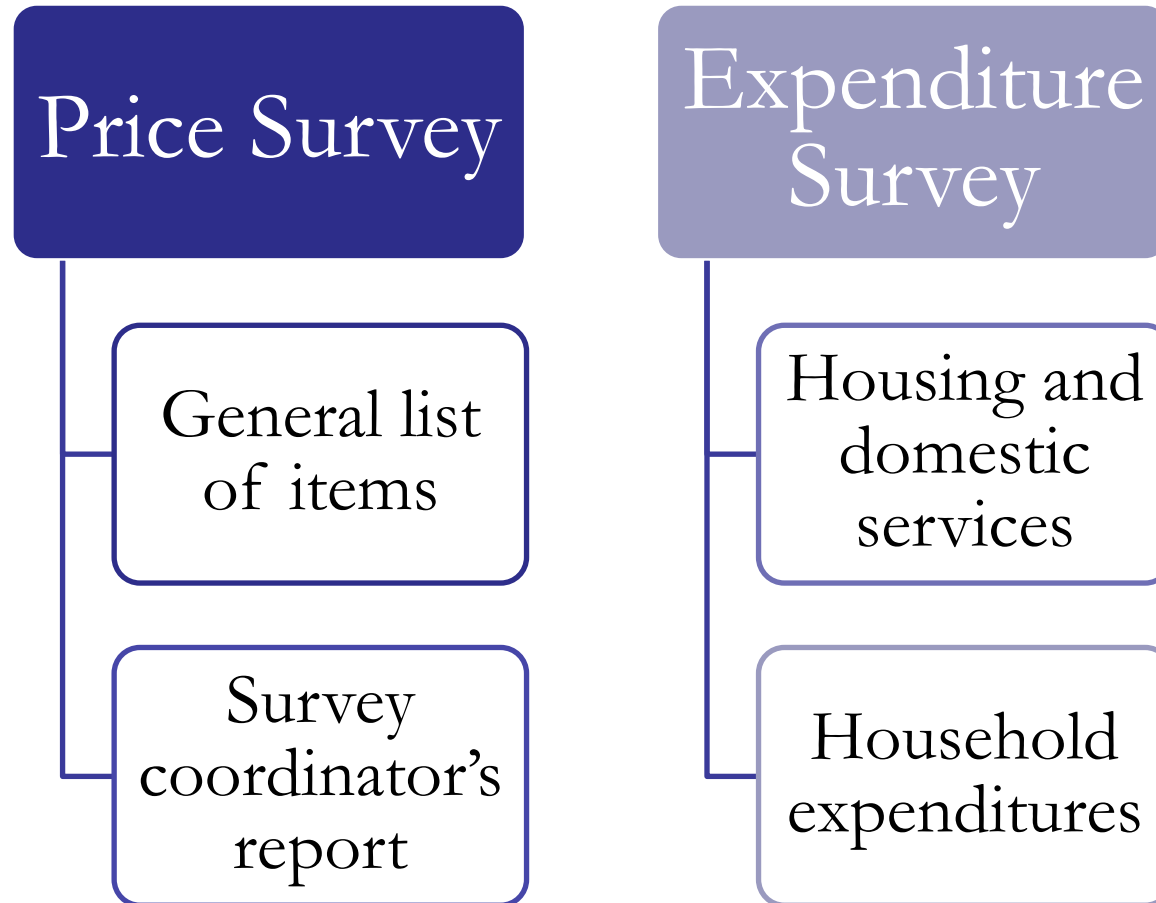 Price Survey
General list
of items
Survey
coordinator’s
report
Expenditure
Survey
Housing and
domestic
services
Household
expenditures